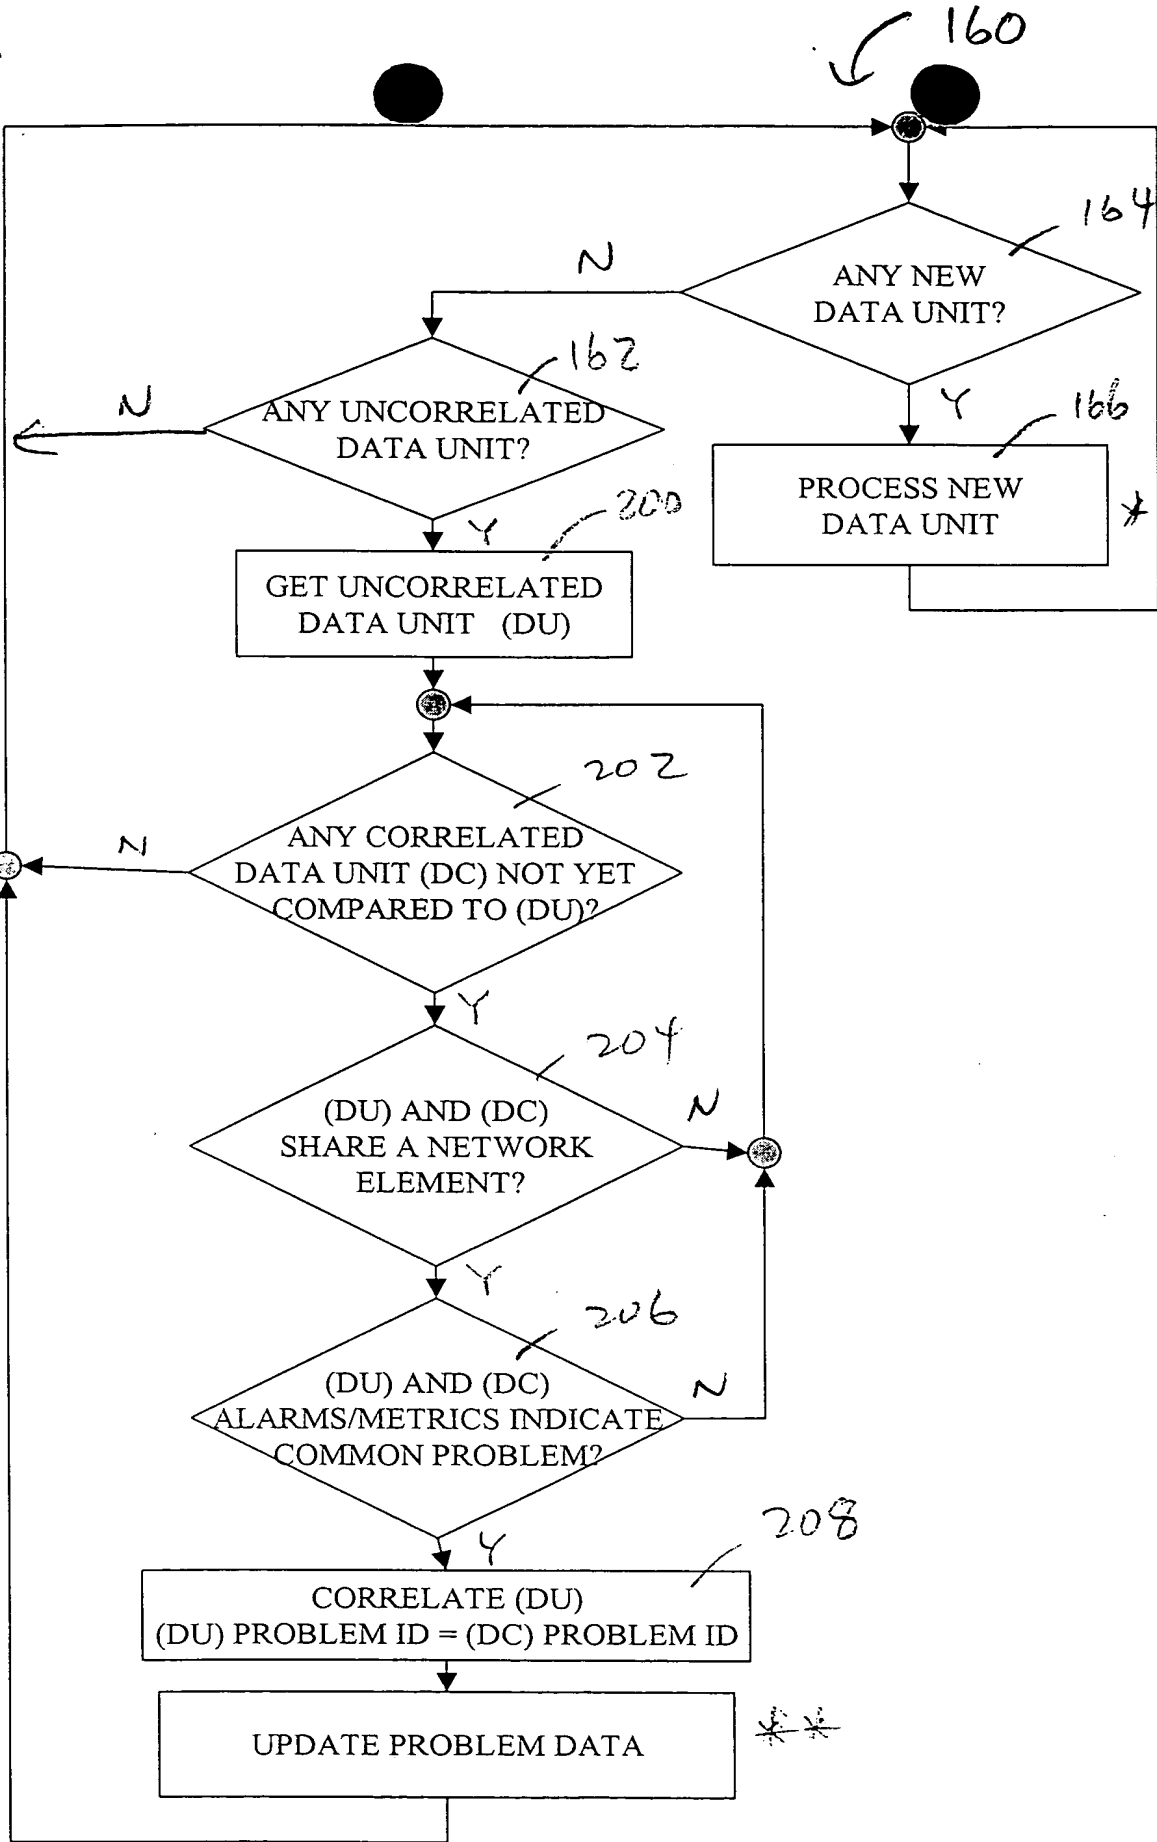 160
164
N
ANY NEW
DATA UNIT?
162
N
ANY UNCORRELATED
DATA UNIT?
Y
166
PROCESS NEW
DATA UNIT
*
Y
200
GET UNCORRELATED
DATA UNIT (DU)
202
N
ANY CORRELATED
DATA UNIT (DC) NOT YET
COMPARED TO (DU)?
Y
204
(DU) AND (DC)
SHARE A NETWORK
ELEMENT?
N
Y
206
(DU) AND (DC)
ALARMS/METRICS INDICATE
COMMON PROBLEM?
N
Y
208
CORRELATE (DU)
(DU) PROBLEM ID = (DC) PROBLEM ID
UPDATE PROBLEM DATA
**